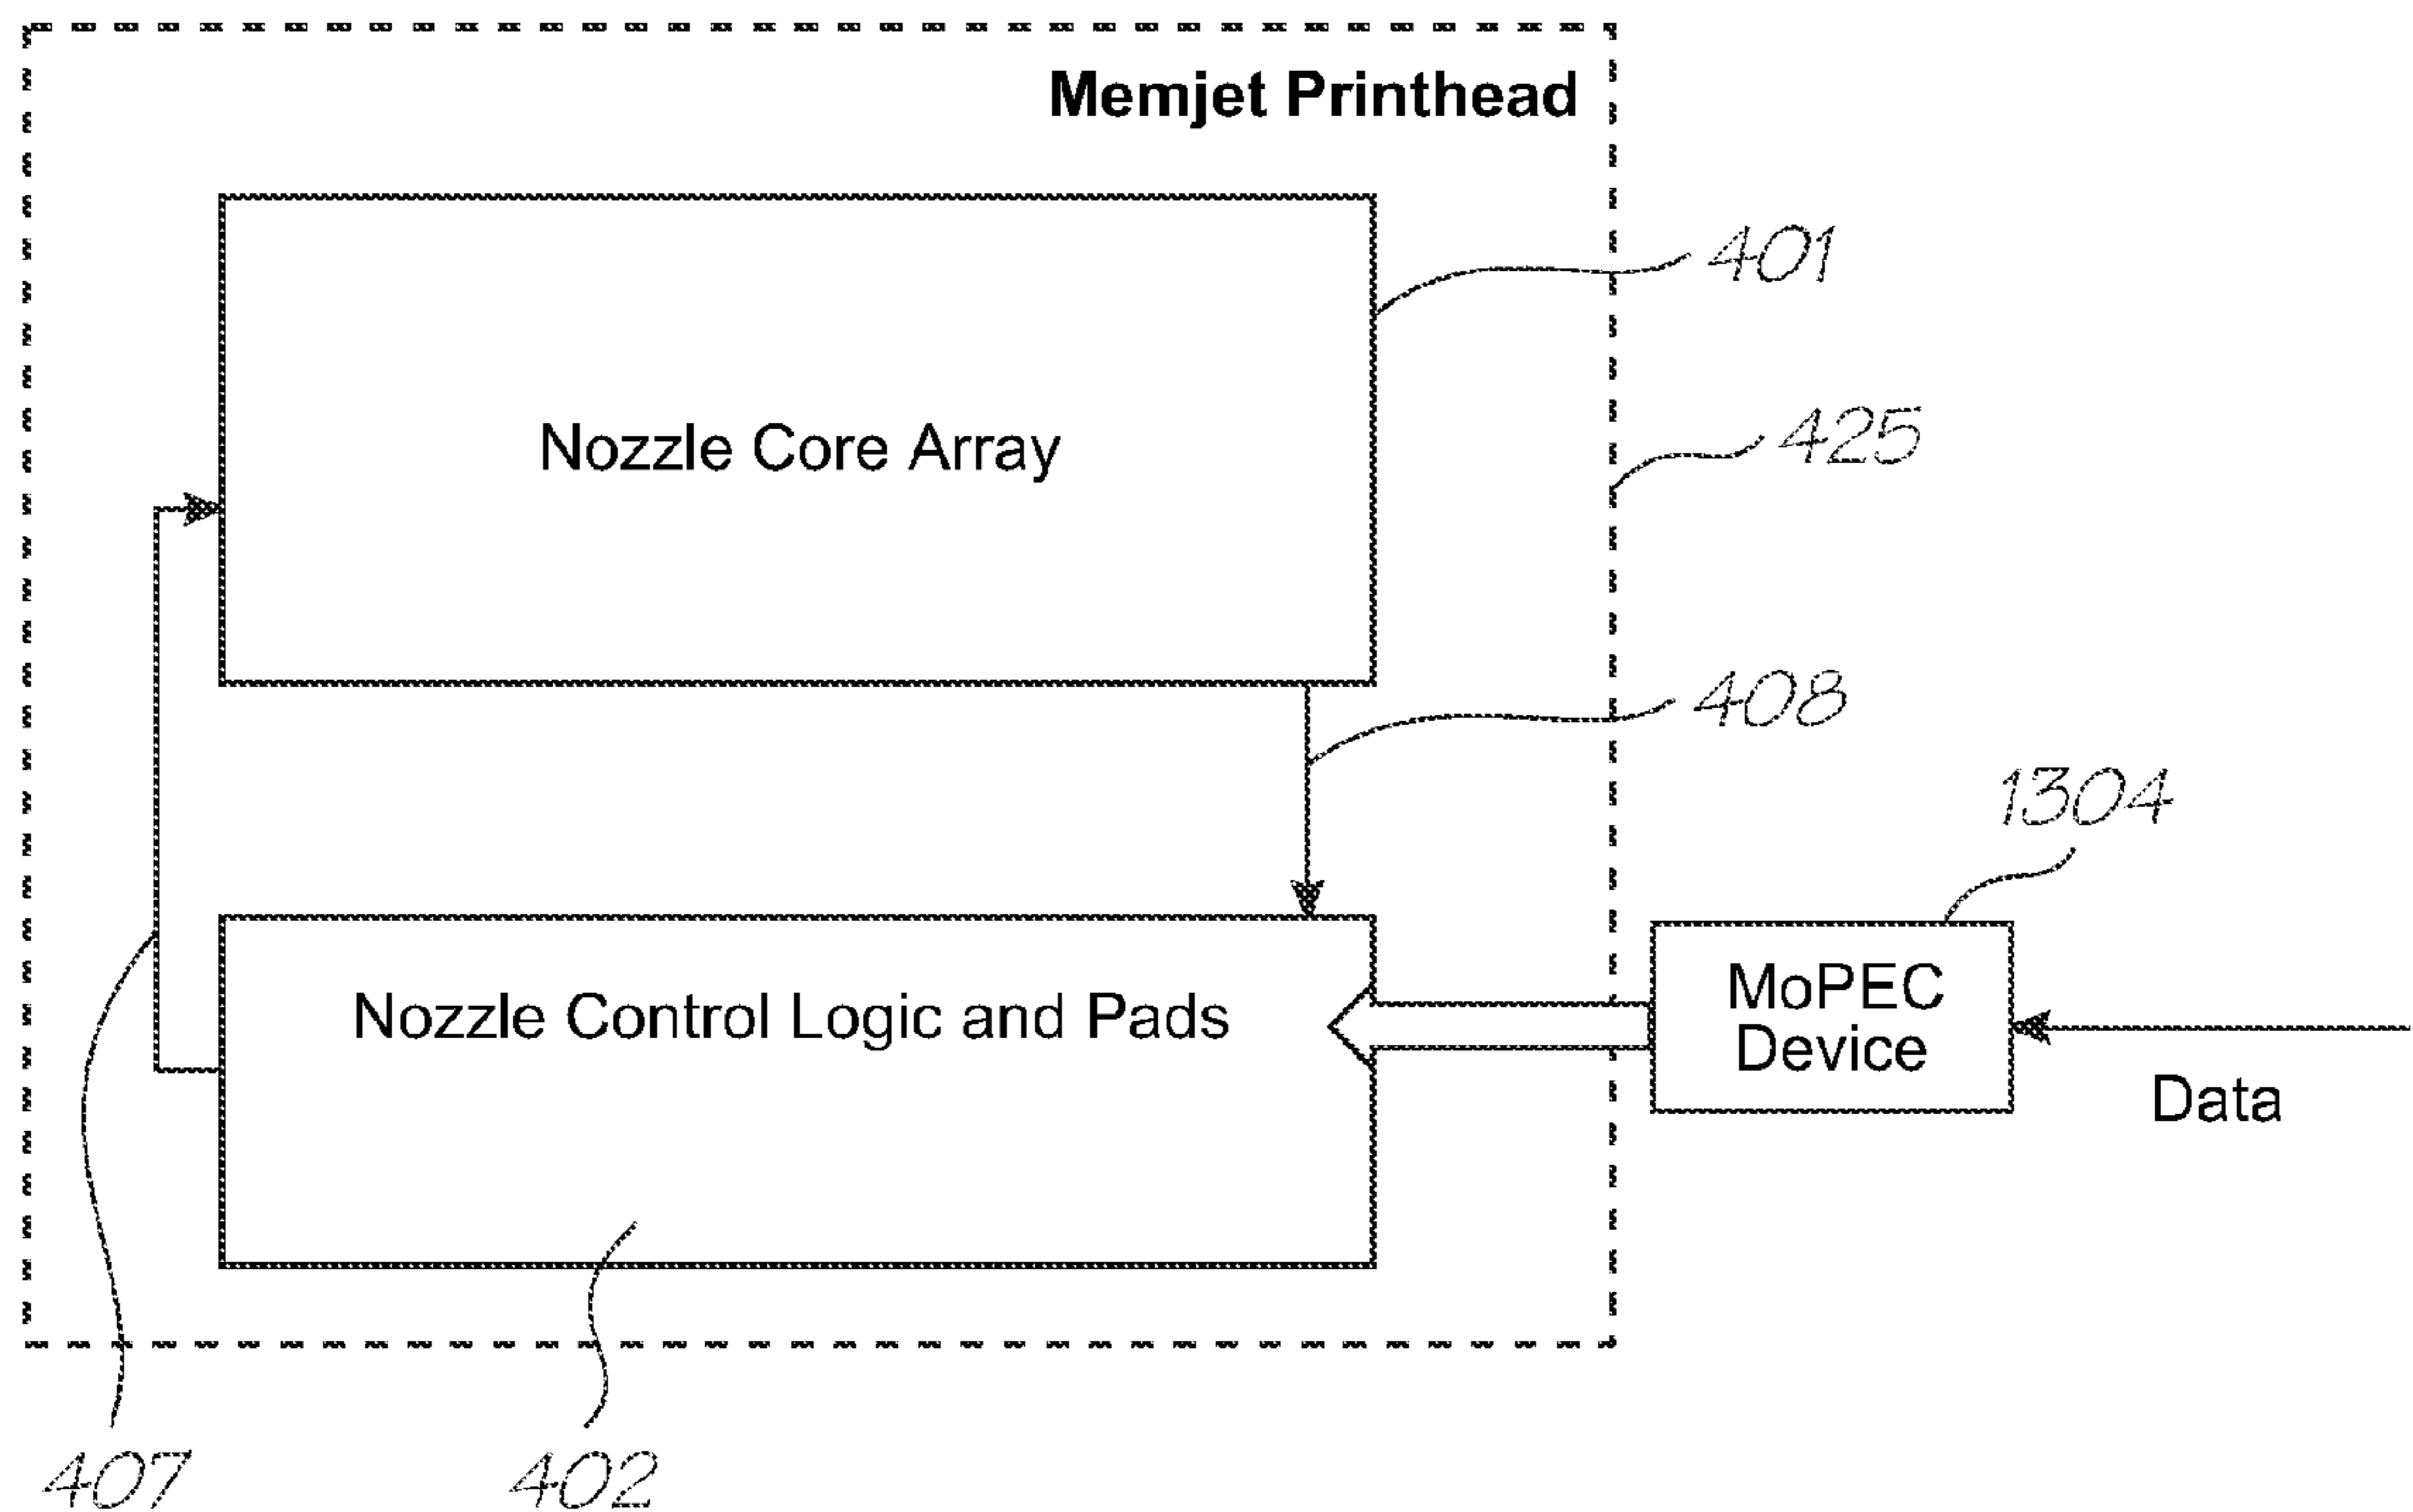 Memjet Printhead
401
425
Nozzle Core Array
408
1304
Nozzle Control Logic and Pads
MoPEC
Device
Data
407
402